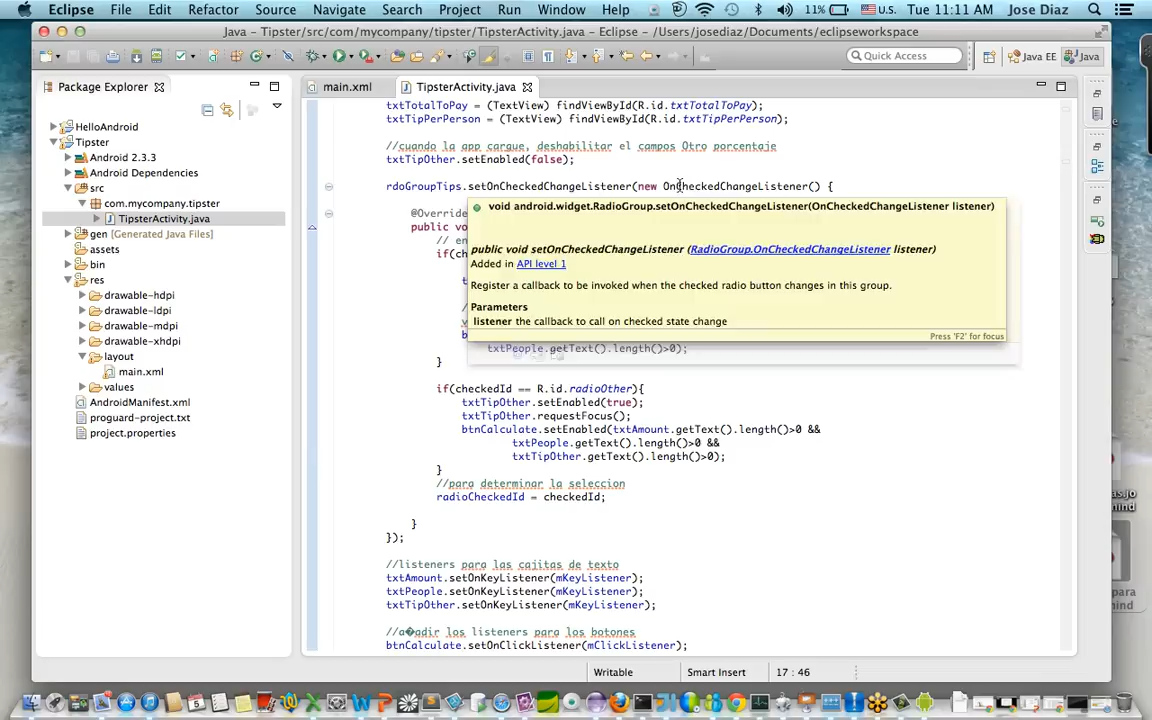 Eclipse File Edit Refactor Source Navigate Search Project Run Window Help 11% U.S. Tue 11:11 AM Jose Diaz
Java - Tipster/src/com/mycompany/tipster/TipsterActivity.java - Eclipse - /Users/josediaz/Documents/eclipseworkspace
Quick Access Java EE Java
Package Explorer
main.xml TipsterActivity.java
HelloAndroid
Tipster
Android 2.3.3
Android Dependencies
src
com.mycompany.tipster
TipsterActivity.java
gen [Generated Java Files]
assets
bin
res
drawable-hdpi
drawable-ldpi
drawable-mdpi
drawable-xhdpi
layout
main.xml
values
AndroidManifest.xml
proguard-project.txt
project.properties
txtTotalToPay = (TextView) findViewById(R.id.txtTotalToPay);
txtTipPerPerson = (TextView) findViewById(R.id.txtTipPerPerson);
//cuando la app cargue, deshabilitar el campos Otro porcentaje
txtTipOther.setEnabled(false);
rdoGroupTips.setOnCheckedChangeListener(new OnCheckedChangeListener() {
@Override
public vo
// en
if(ch
void android.widget.RadioGroup.setOnCheckedChangeListener(OnCheckedChangeListener listener)
public void setOnCheckedChangeListener (RadioGroup.OnCheckedChangeListener listener)
Added in API level 1
Register a callback to be invoked when the checked radio button changes in this group.
Parameters
listener the callback to call on checked state change
Press 'F2' for focus
txtPeople.getText().length()>0);
}
if(checkedId == R.id.radioOther){
txtTipOther.setEnabled(true);
txtTipOther.requestFocus();
btnCalculate.setEnabled(txtAmount.getText().length()>0 &&
txtPeople.getText().length()>0 &&
txtTipOther.getText().length()>0);
}
//para determinar la seleccion
radioCheckedId = checkedId;
}
});
//listeners para las cajitas de texto
txtAmount.setOnKeyListener(mKeyListener);
txtPeople.setOnKeyListener(mKeyListener);
txtTipOther.setOnKeyListener(mKeyListener);
//a�adir los listeners para los botones
btnCalculate.setOnClickListener(mClickListener);
Writable Smart Insert 17 : 46
as.jo
mind
para
mind